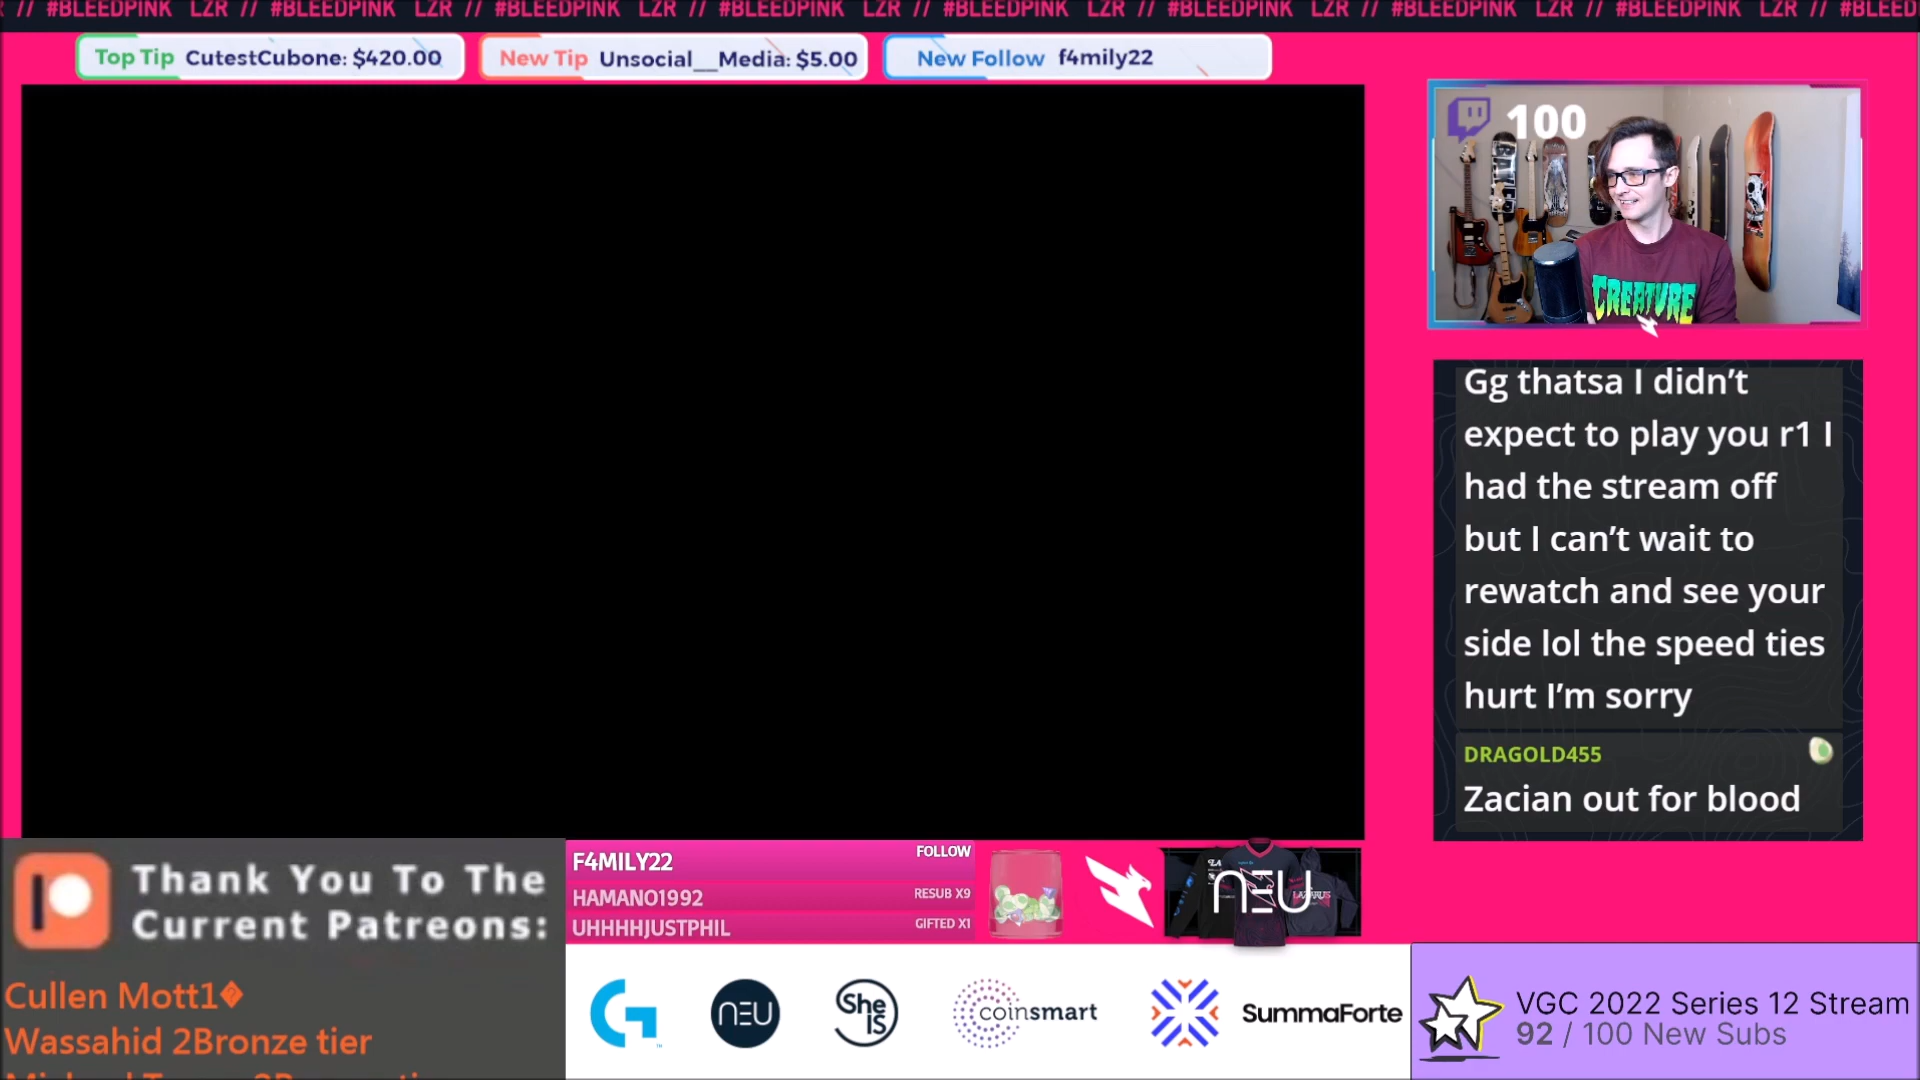 // #BLEEDPINK LZR // #BLEEDPINK LZR // #BLEEDPINK LZR // #BLEEDPINK LZR // #BLEEDPINK LZR // #BLEEDPINK LZR // #BLEEDPINK LZR // #BLEEDPINK LZR // #BLEED
Top Tip CutestCubone: $420.00
New Tip Unsocial__Media: $5.00
New Follow f4mily22
100
CREATURE
Gg thatsa I didn't
expect to play you r1 I
had the stream off
but I can't wait to
rewatch and see your
side lol the speed ties
hurt I'm sorry
DRAGOLD455
Zacian out for blood
Thank You To The
Current Patreons:
Cullen Mott1�
Wassahid 2Bronze tier
F4MILY22 FOLLOW
HAMANO1992 RESUB X9
UHHHHJUSTPHIL GIFTED X1
NEU
G
NEU
She
IS
coinsmart
SummaForte
VGC 2022 Series 12 Stream
92 / 100 New Subs